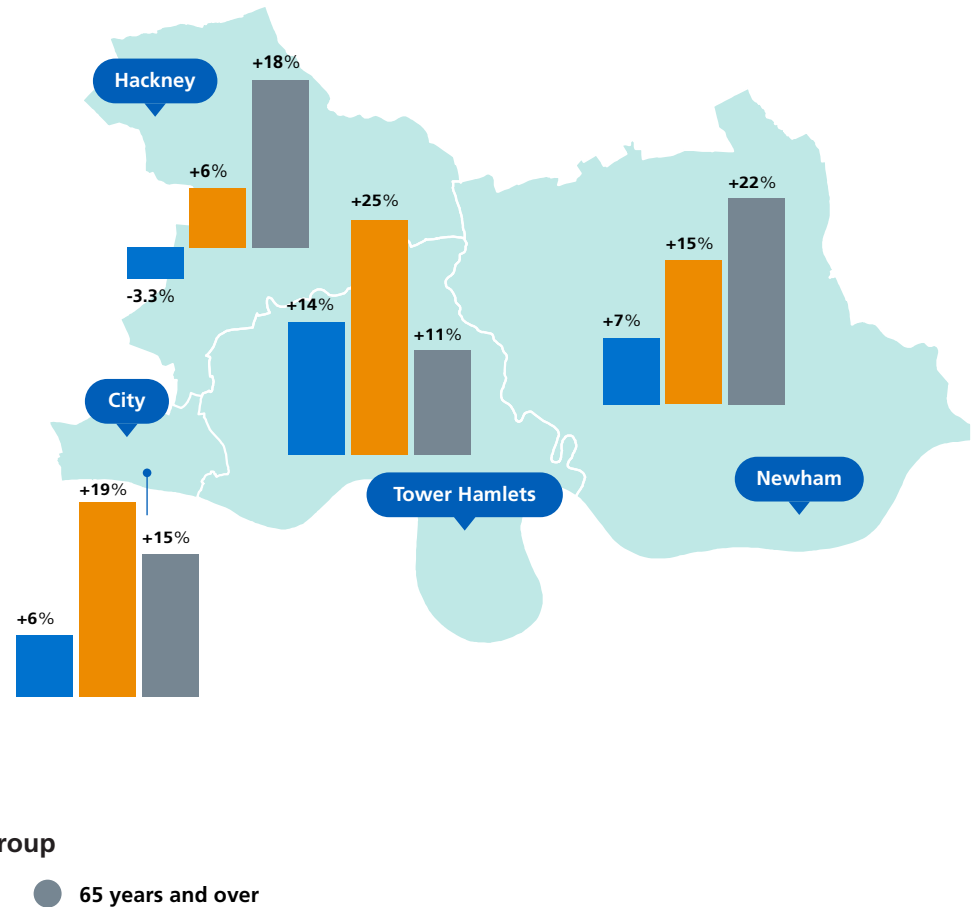 +18%
Hackney
+6%
-3.3%
+25%
+14%
+11%
+22%
+15%
+7%
City
+19%
+15%
+6%
Tower Hamlets
Newham
roup
65 years and over